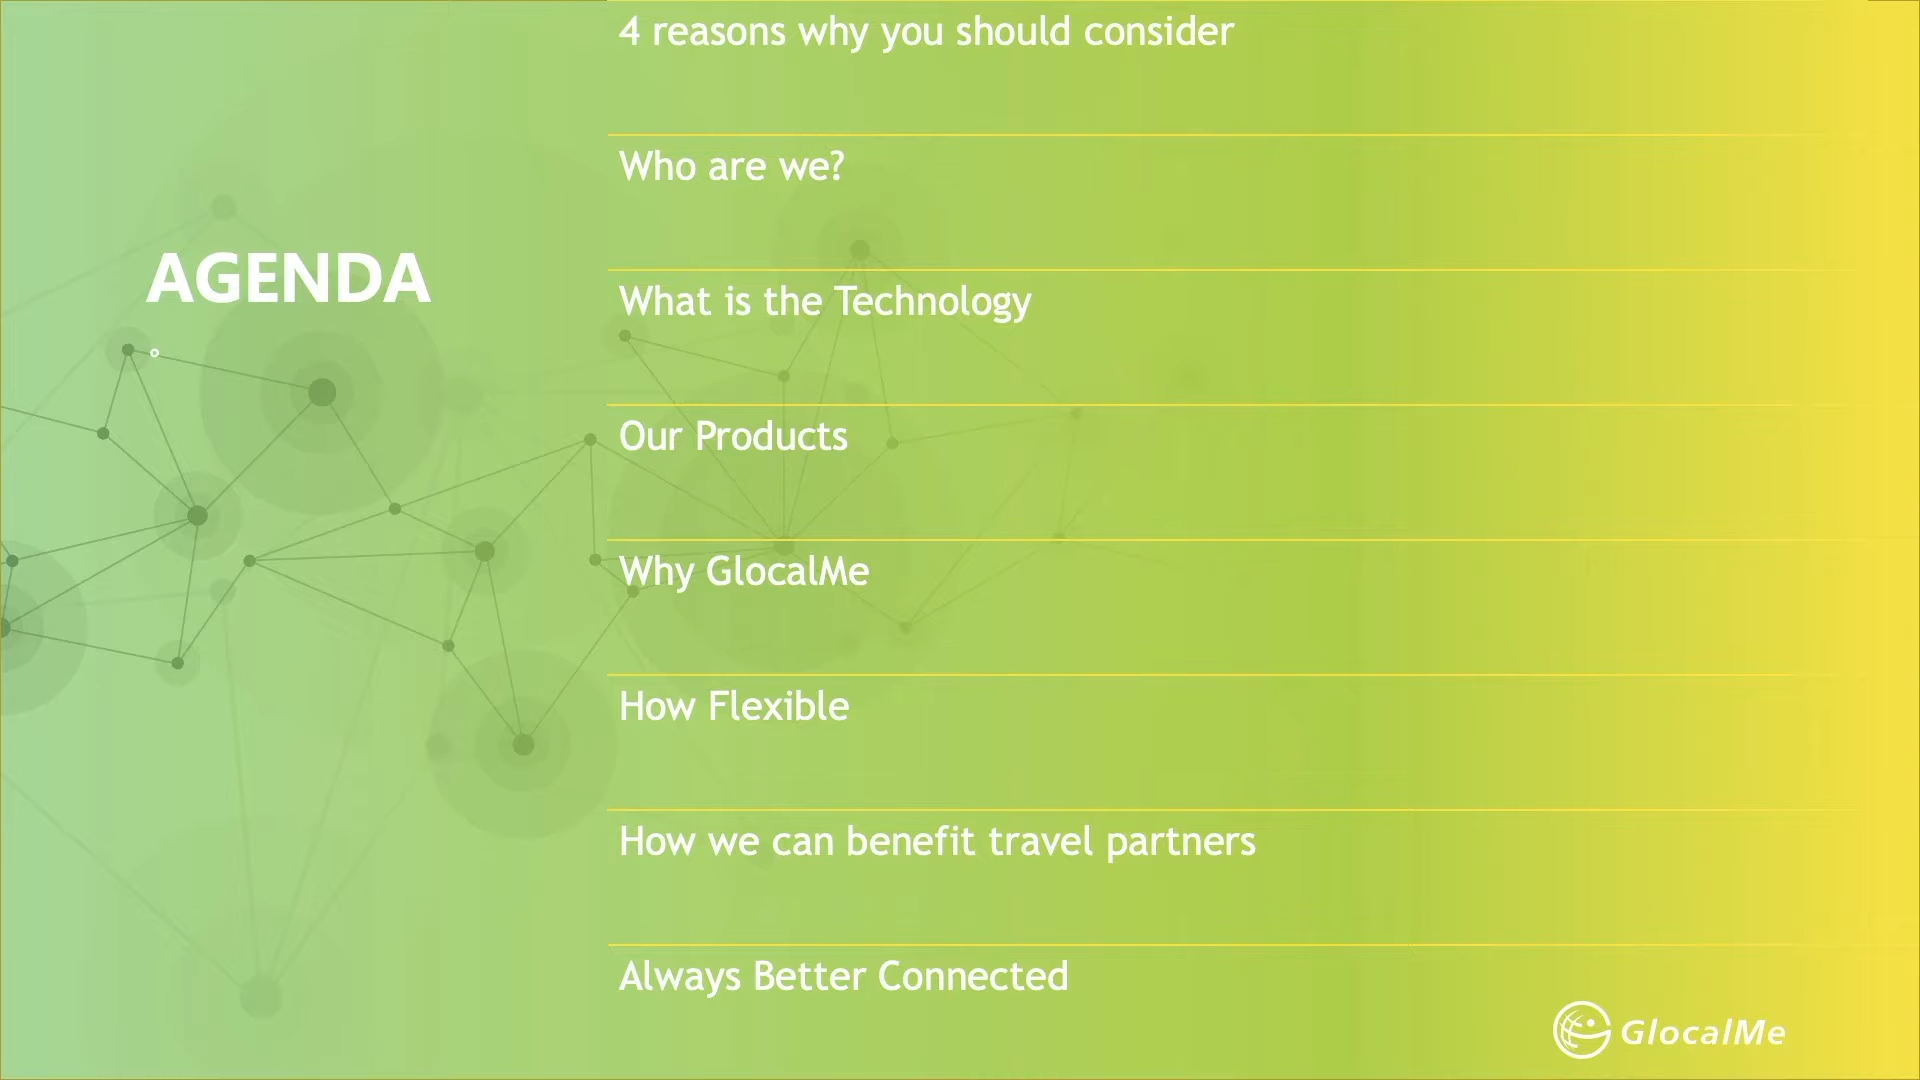 AGENDA
4 reasons why you should consider
Who are we?
What is the Technology
Our Products
Why GlocalMe
How Flexible
How we can benefit travel partners
Always Better Connected
GlocalMe